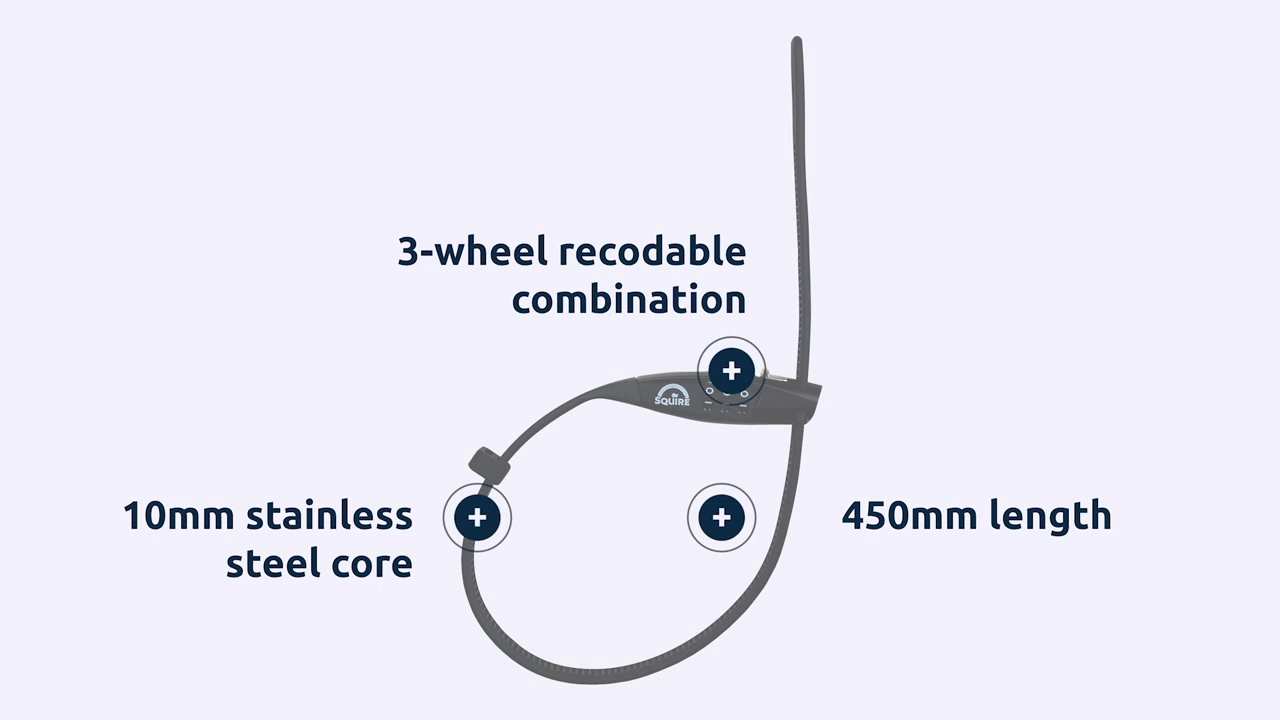 3-wheel recodable
combination
SQUIRE
10mm stainless
steel core
450mm length